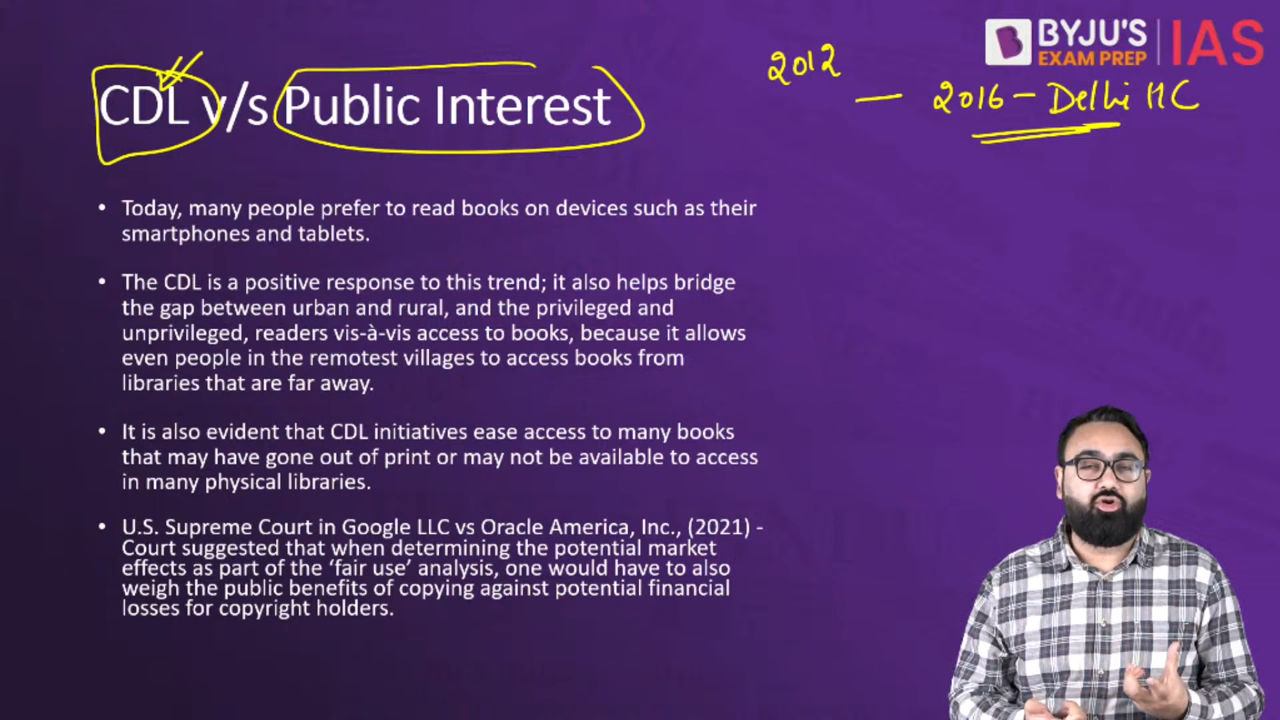 BYJU'S
EXAM PREP
IAS
2012
— 2016 - Delhi HC
CDL v/s Public Interest
• Today, many people prefer to read books on devices such as their
smartphones and tablets.
• The CDL is a positive response to this trend; it also helps bridge
the gap between urban and rural, and the privileged and
unprivileged, readers vis-à-vis access to books, because it allows
even people in the remotest villages to access books from
libraries that are far away.
• It is also evident that CDL initiatives ease access to many books
that may have gone out of print or may not be available to access
in many physical libraries.
• U.S. Supreme Court in Google LLC vs Oracle America, Inc., (2021) -
Court suggested that when determining the potential market
effects as part of the ‘fair use’ analysis, one would have to also
weigh the public benefits of copying against potential financial
losses for copyright holders.